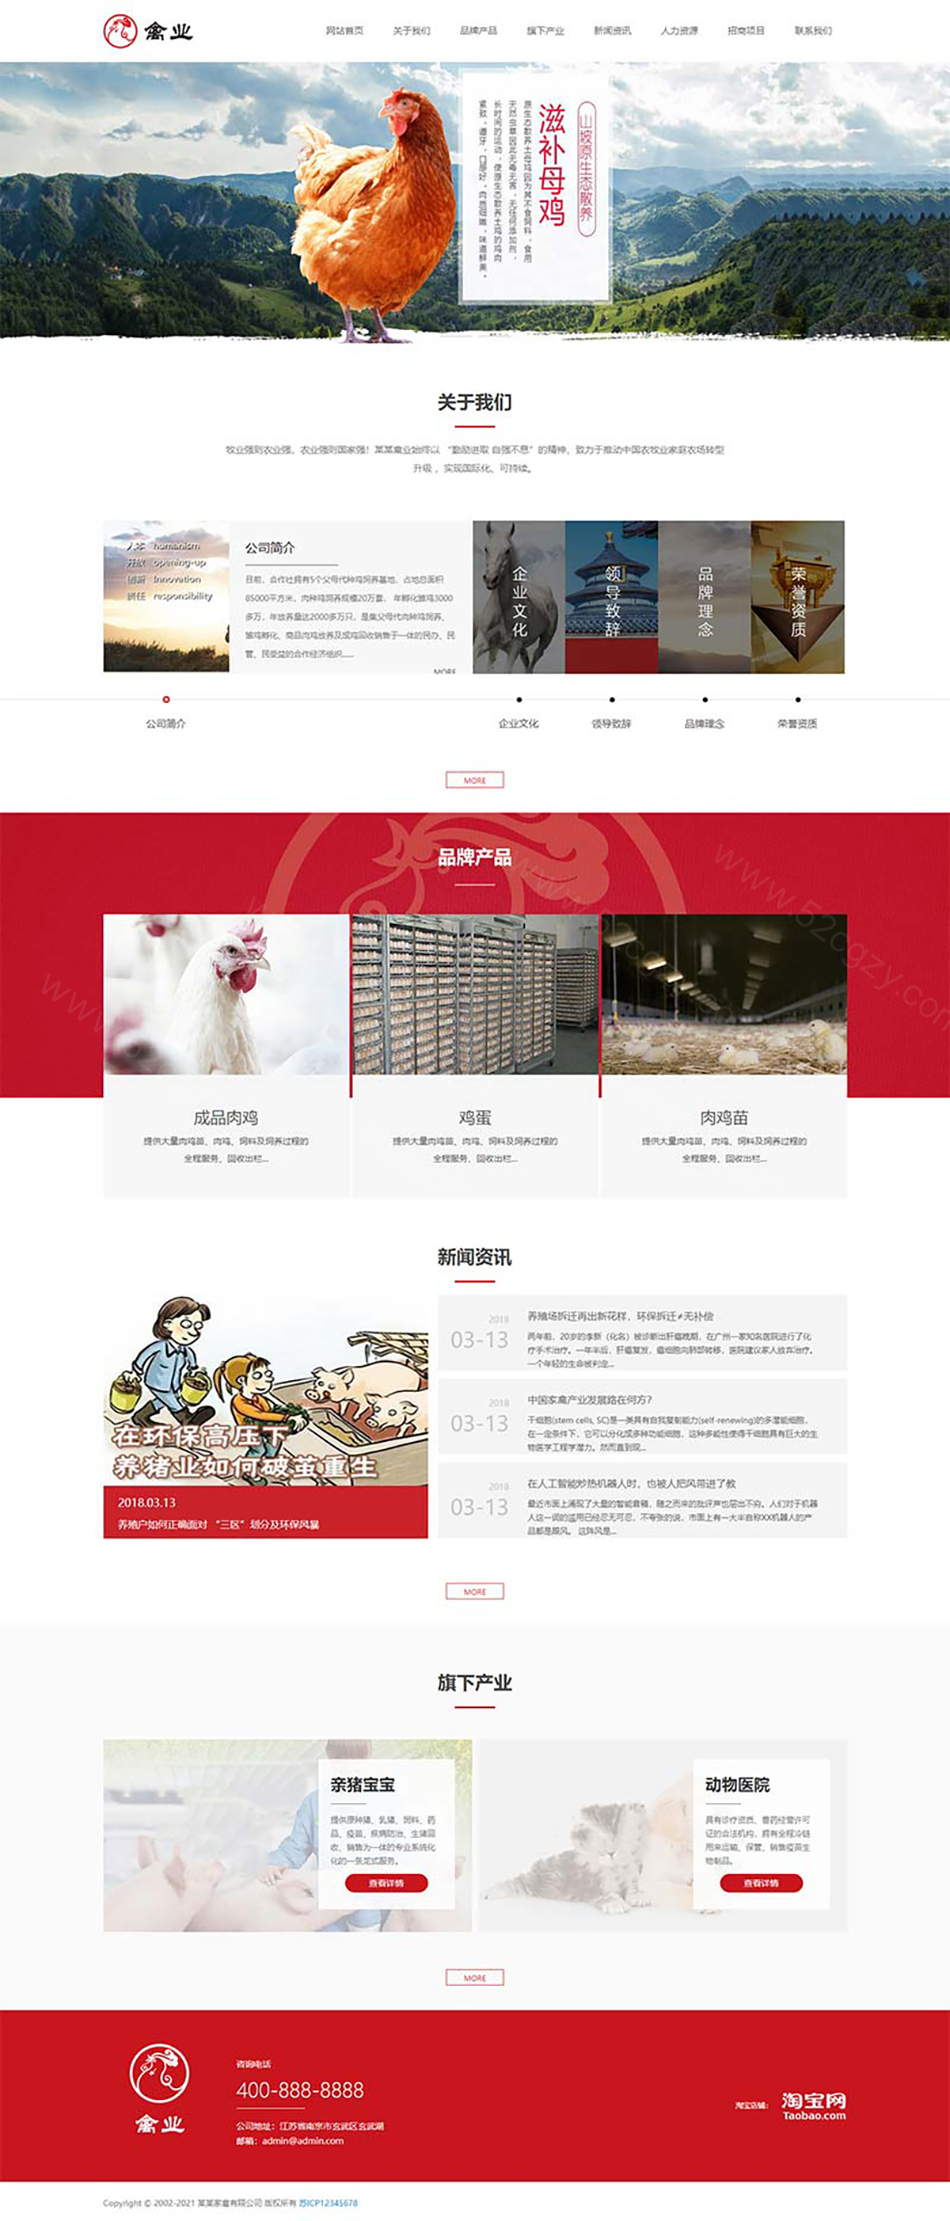 禽业
网站首页 关于我们 品牌产品 旗下产业 新闻资讯 人力资源 招商项目 联系我们
山坡原生态散养
滋补母鸡
原生态散养土母鸡因为其不食饲料，食用
天然虫草因此无毒无害，无任何添加剂，
长时间的运动，使原生态散养土鸡的鸡肉
紧致，道牙，口感好，肉质细嫩，味道鲜美。
关于我们
牧业强则农业强，农业强则国家强！某某禽业始终以 “勤励进取 自强不息” 的精神，致力于推动中国农牧业家庭农场转型
升级 ，实现国际化、可持续。
humanism
开放 opening-up
创新 Innovation
责任 responsibility
公司简介
目前，合作社拥有5个父母代种鸡饲养基地，占地总面积
85000平方米，肉种鸡饲养规模20万套， 年孵化雏鸡3000
多万，年放养量达2000多万只，是集父母代肉种鸡饲养、
雏鸡孵化、商品肉鸡放养及成鸡回收销售于一体的民办、民
管、民受益的合作经济组织......
MORE
企业文化
领导致辞
品牌理念
荣誉资质
公司简介 企业文化 领导致辞 品牌理念 荣誉资质
MORE
品牌产品
www.52cgzy.com
成品肉鸡
提供大量肉鸡苗、肉鸡、饲料及饲养过程的
全程服务、回收出栏...
鸡蛋
提供大量肉鸡苗、肉鸡、饲料及饲养过程的
全程服务、回收出栏...
肉鸡苗
提供大量肉鸡苗、肉鸡、饲料及饲养过程的
全程服务、回收出栏...
新闻资讯
在环保高压下
养猪业如何破茧重生
2018.03.13
养殖户如何正确面对 “三区” 划分及环保风暴
2018
03-13
养殖场拆迁再出新花样，环保拆迁≠无补偿
两年前，20岁的李新（化名）被诊断出肝癌晚期，在广州一家知名医院进行了化
疗手术治疗。一年半后，肝癌复发，癌细胞向肺部转移，医院建议家人放弃治疗。
一个年轻的生命被判定...
2018
03-13
中国家禽产业发展路在何方？
干细胞(stem cells, SC)是一类具有自我复制能力(self-renewing)的多潜能细胞，
在一定条件下，它可以分化成多种功能细胞，这种多能性使得干细胞具有巨大的生
物医学工程学潜力。然而直到现...
2018
03-13
在人工智能炒热机器人时，也被人把风带进了教
最近市面上涌现了大量的智能音箱，随之而来的批评声也层出不穷。人们对于机器
人这一词的滥用已经忍无可忍，不夸张的说，市面上有一大半自称XX机器人的产
品都是跟风。 这阵风是...
MORE
旗下产业
亲猪宝宝
提供原种猪、乳猪、饲料、药
品、疫苗、疾病防治、生猪回
收、销售为一体的专业系统化
化的一条龙式服务。
查看详情
动物医院
具有诊疗资质、兽药经营许可
证的合法机构，拥有全程冷链
用来运输、保管、销售疫苗生
物制品。
查看详情
MORE
禽业
咨询电话
400-888-8888
公司地址：江苏省南京市玄武区玄武湖
邮箱：admin@admin.com
淘宝店铺：
淘宝网
Taobao.com
Copyright © 2002-2021 某某家禽有限公司 版权所有 苏ICP12345678